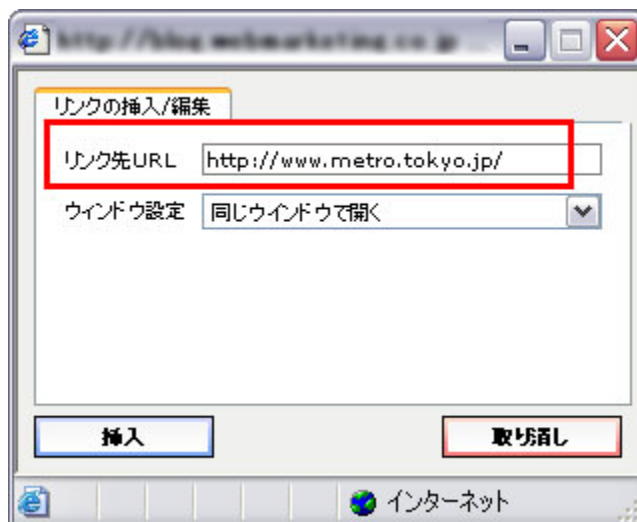 リンクの挿入/編集
リンク先URL http://www.metro.tokyo.jp/
ウィンドウ設定 同じウインドウで開く
挿入 取り消し
インターネット